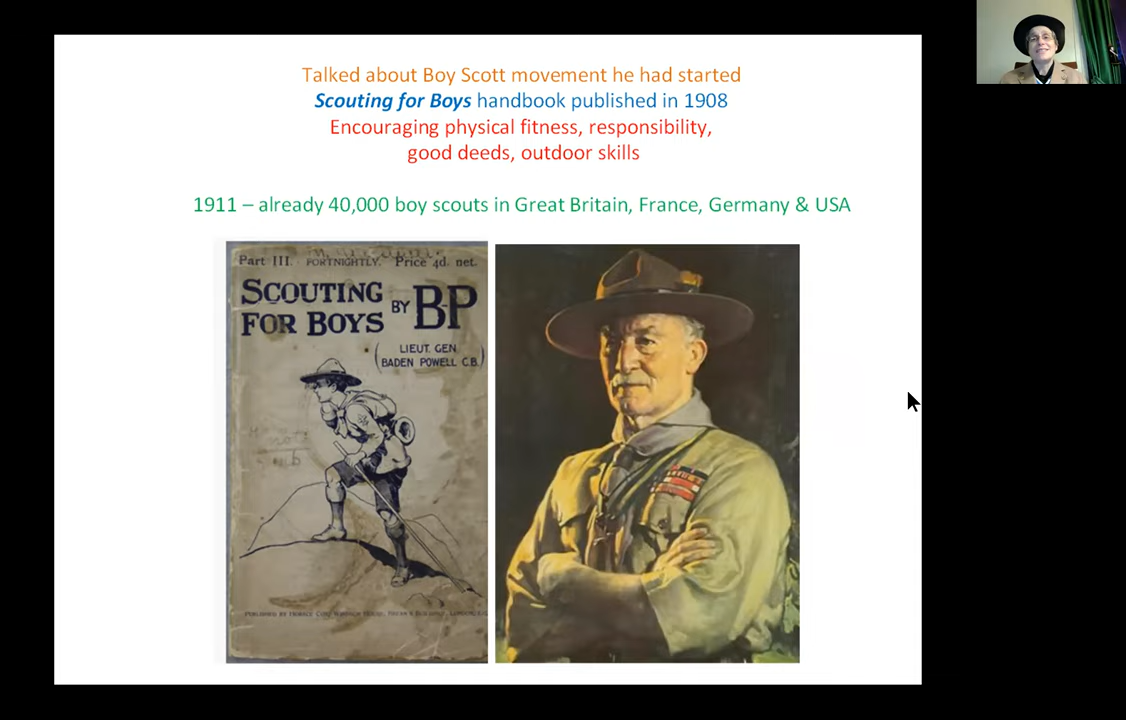 Talked about Boy Scott movement he had started
Scouting for Boys handbook published in 1908
Encouraging physical fitness, responsibility,
good deeds, outdoor skills
1911 – already 40,000 boy scouts in Great Britain, France, Germany & USA
Part III. FORTNIGHTLY. Price 4d. net.
SCOUTING
FOR BOYS
BY B-P
(LIEUT. GEN
BADEN POWELL C.B.)